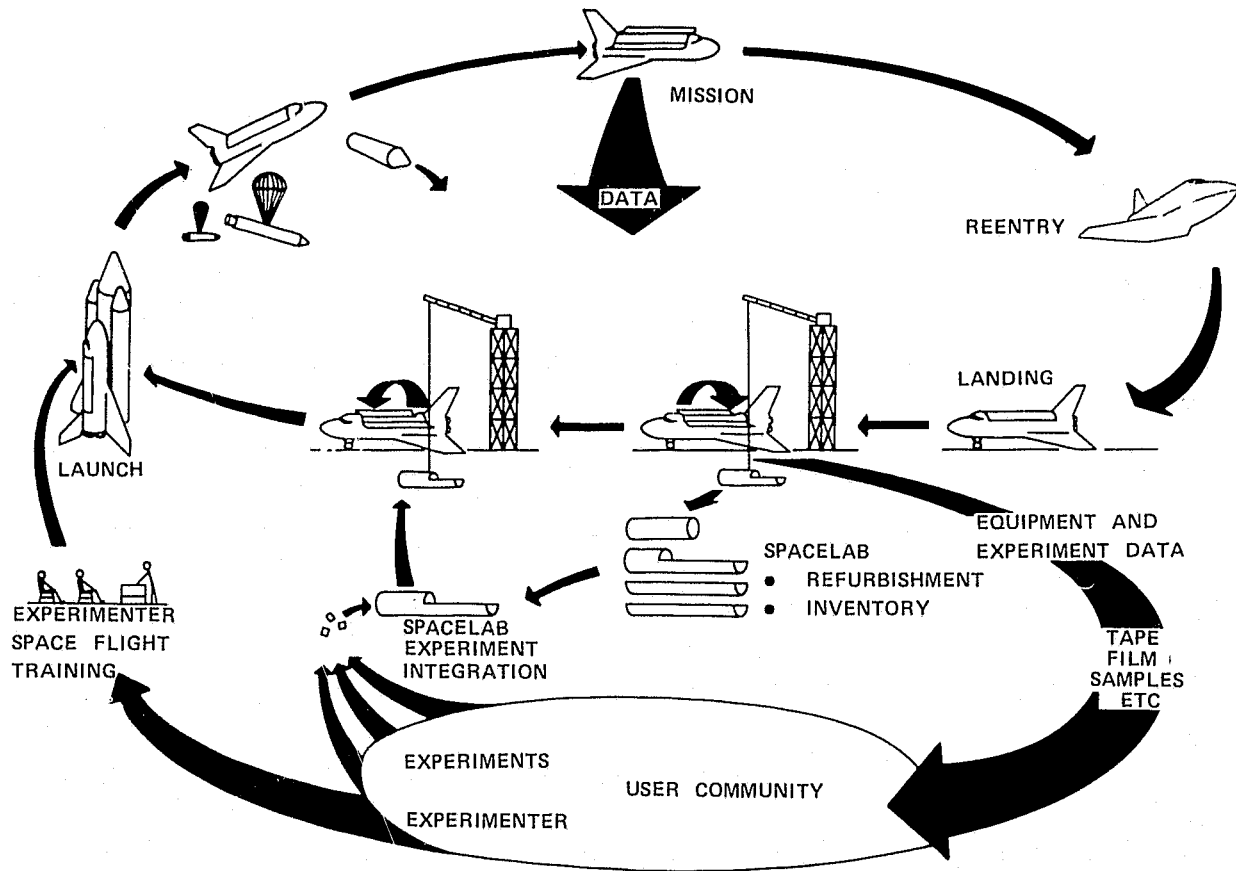 MISSION
DATA
REENTRY
LANDING
LAUNCH
EQUIPMENT AND
EXPERIMENT DATA
SPACELAB
• REFURBISHMENT
• INVENTORY
EXPERIMENTER
SPACE FLIGHT
TRAINING
SPACELAB
EXPERIMENT
INTEGRATION
TAPE
FILM
SAMPLES
ETC
EXPERIMENTS
USER COMMUNITY
EXPERIMENTER